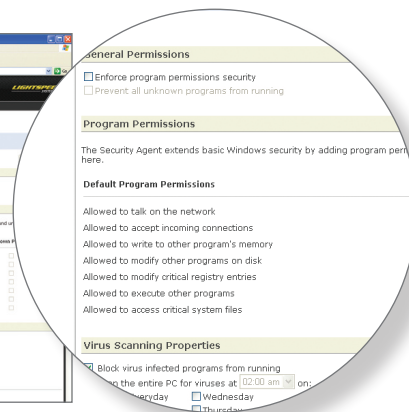 LIGHTSPEED
General Permissions
Enforce program permissions security
Prevent all unknown programs from running
Program Permissions
The Security Agent extends basic Windows security by adding program
here.
Default Program Permissions
Allowed to talk on the network
Allowed to accept incoming connections
Allowed to write to other program's memory
Allowed to modify other programs on disk
Allowed to modify critical registry entries
Allowed to execute other programs
Allowed to access critical system files
Virus Scanning Properties
Block virus infected programs from running
the entire PC for viruses at 02:00 am on:
Wednesday
Thursday